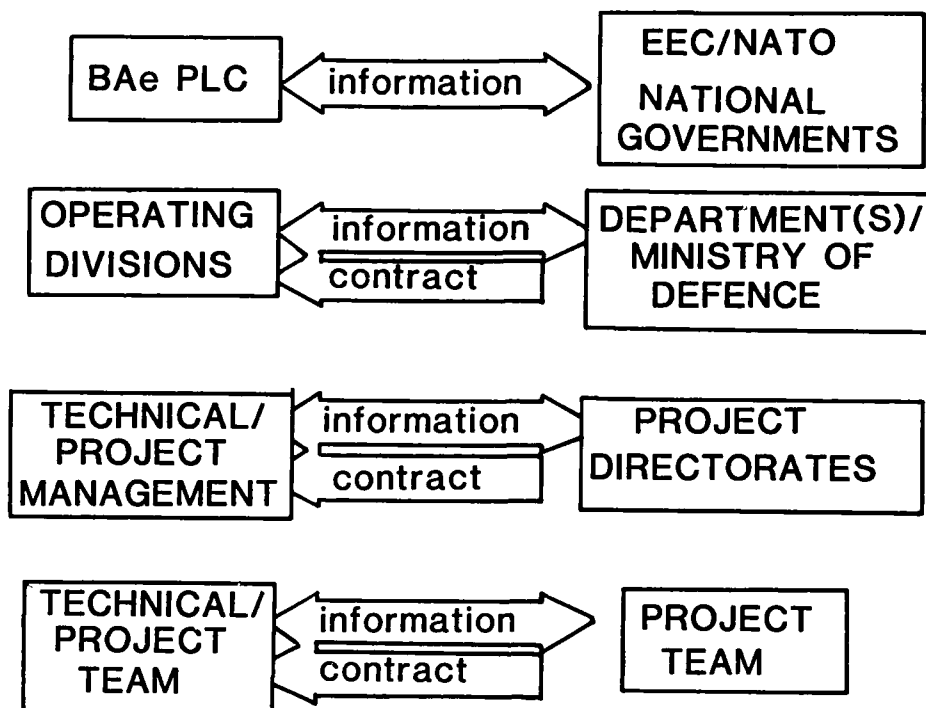 BAe PLC
information
EEC/NATO
NATIONAL
GOVERNMENTS
OPERATING
DIVISIONS
information
contract
DEPARTMENT(S)/
MINISTRY OF
DEFENCE
TECHNICAL/
PROJECT
MANAGEMENT
information
contract
PROJECT
DIRECTORATES
TECHNICAL/
PROJECT
TEAM
information
contract
PROJECT
TEAM